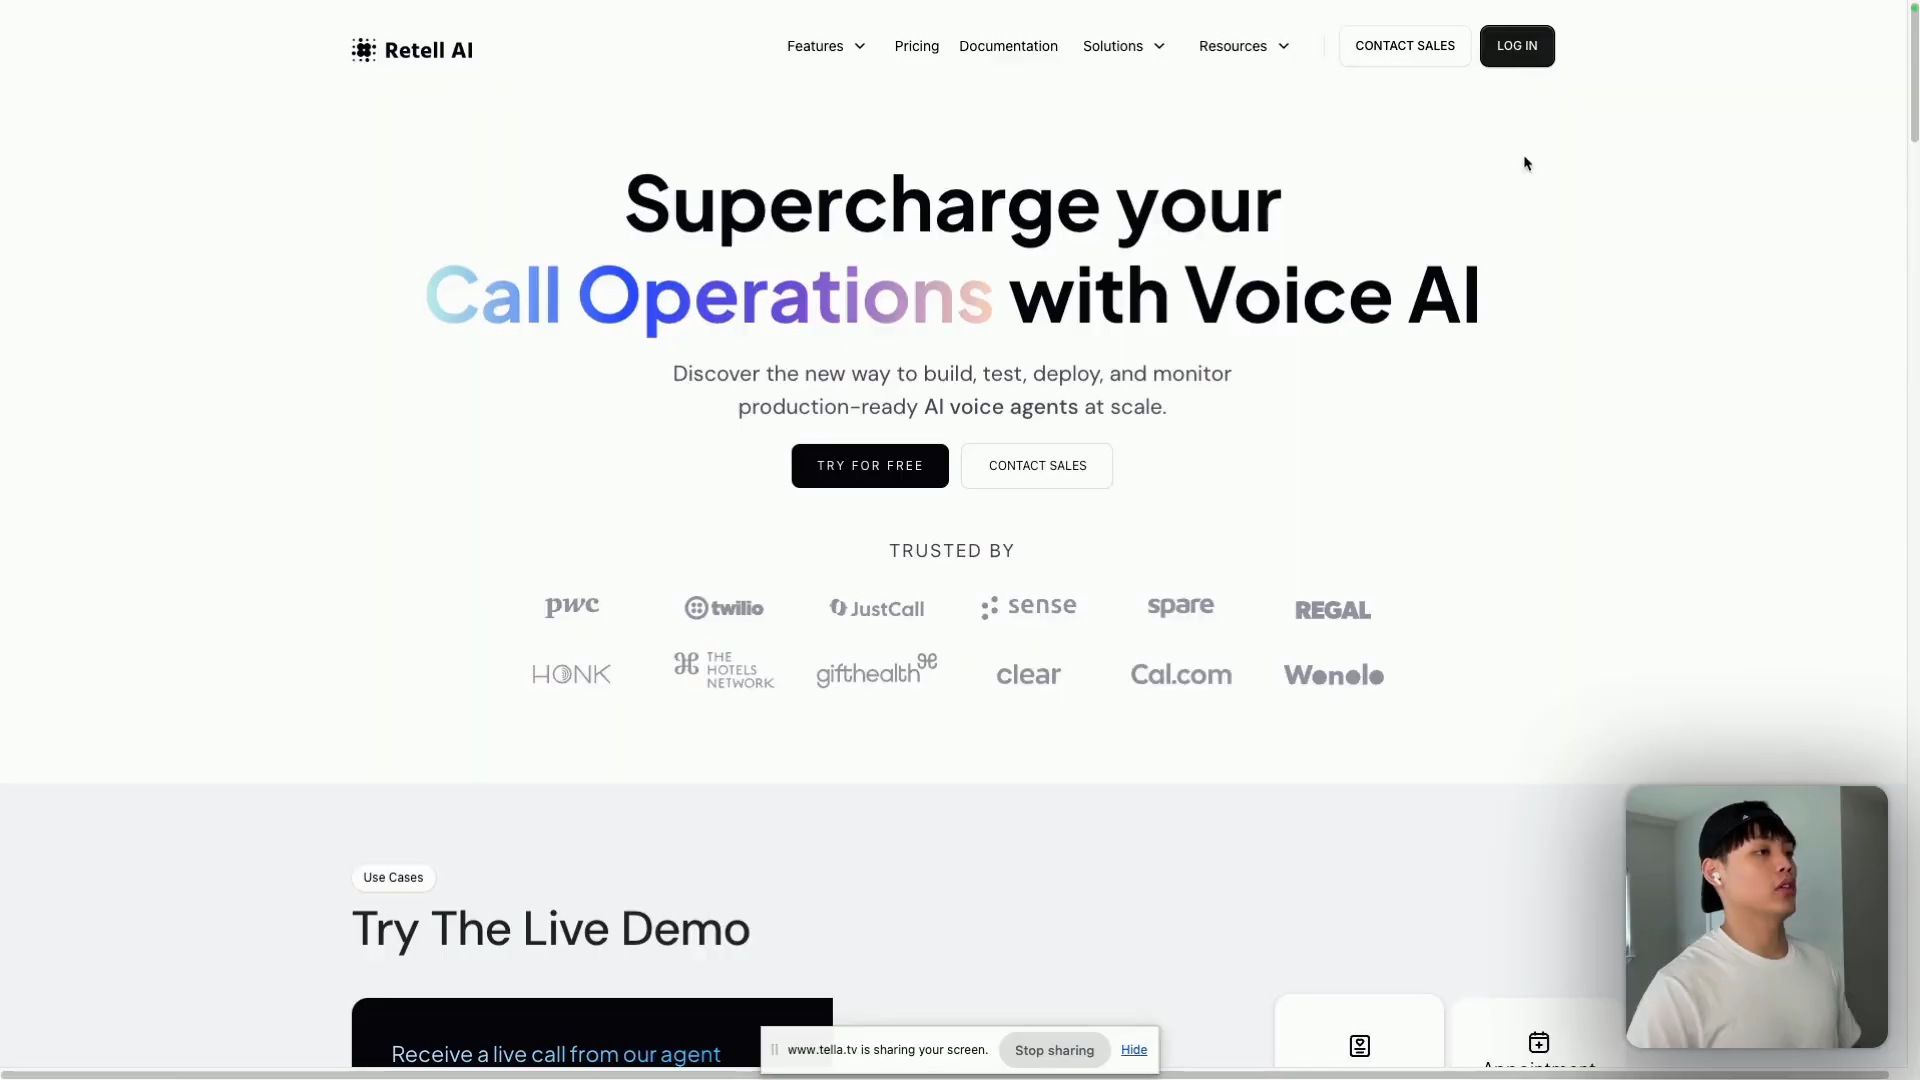 Retell AI
Features
Pricing
Documentation
Solutions
Resources
CONTACT SALES
LOG IN
Supercharge your
Call Operations with Voice AI
Discover the new way to build, test, deploy, and monitor
production-ready AI voice agents at scale.
TRY FOR FREE
CONTACT SALES
TRUSTED BY
pwc
twilio
JustCall
sense
spare
REGAL
HONK
THE
HOTELS
NETWORK
gifthealth
clear
Cal.com
Wonolo
Use Cases
Try The Live Demo
Receive a live call from our agent
Appointment
www.tella.tv is sharing your screen.
Stop sharing
Hide